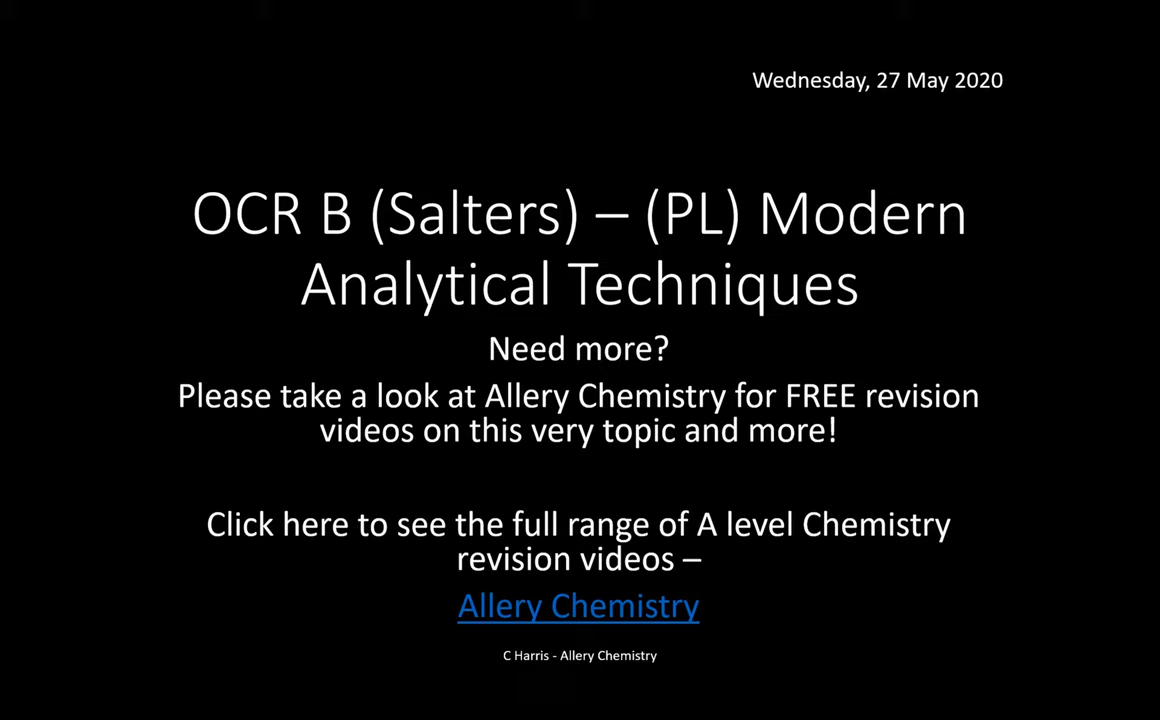 Wednesday, 27 May 2020
OCR B (Salters) – (PL) Modern
Analytical Techniques
Need more?
Please take a look at Allery Chemistry for FREE revision
videos on this very topic and more!
Click here to see the full range of A level Chemistry
revision videos –
Allery Chemistry
C Harris - Allery Chemistry